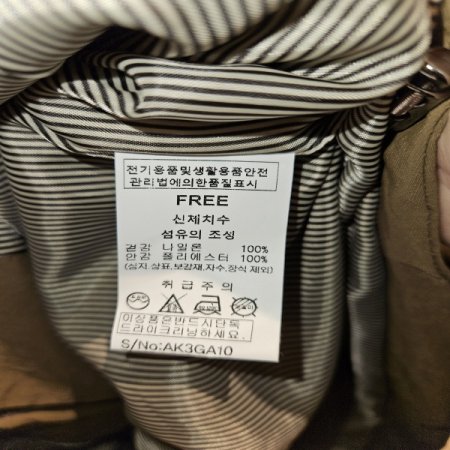 전기용품및생활용품안전
관리법에의한품질표시
FREE
신체치수
섬유의 조성
겉감 나일론 100%
안감 폴리에스터 100%
(심지,상표,보강재,자수,장식 제외)
취급주의
이상품은반드시단독
드라이크리닝하세요.
S/No:AK3GA10